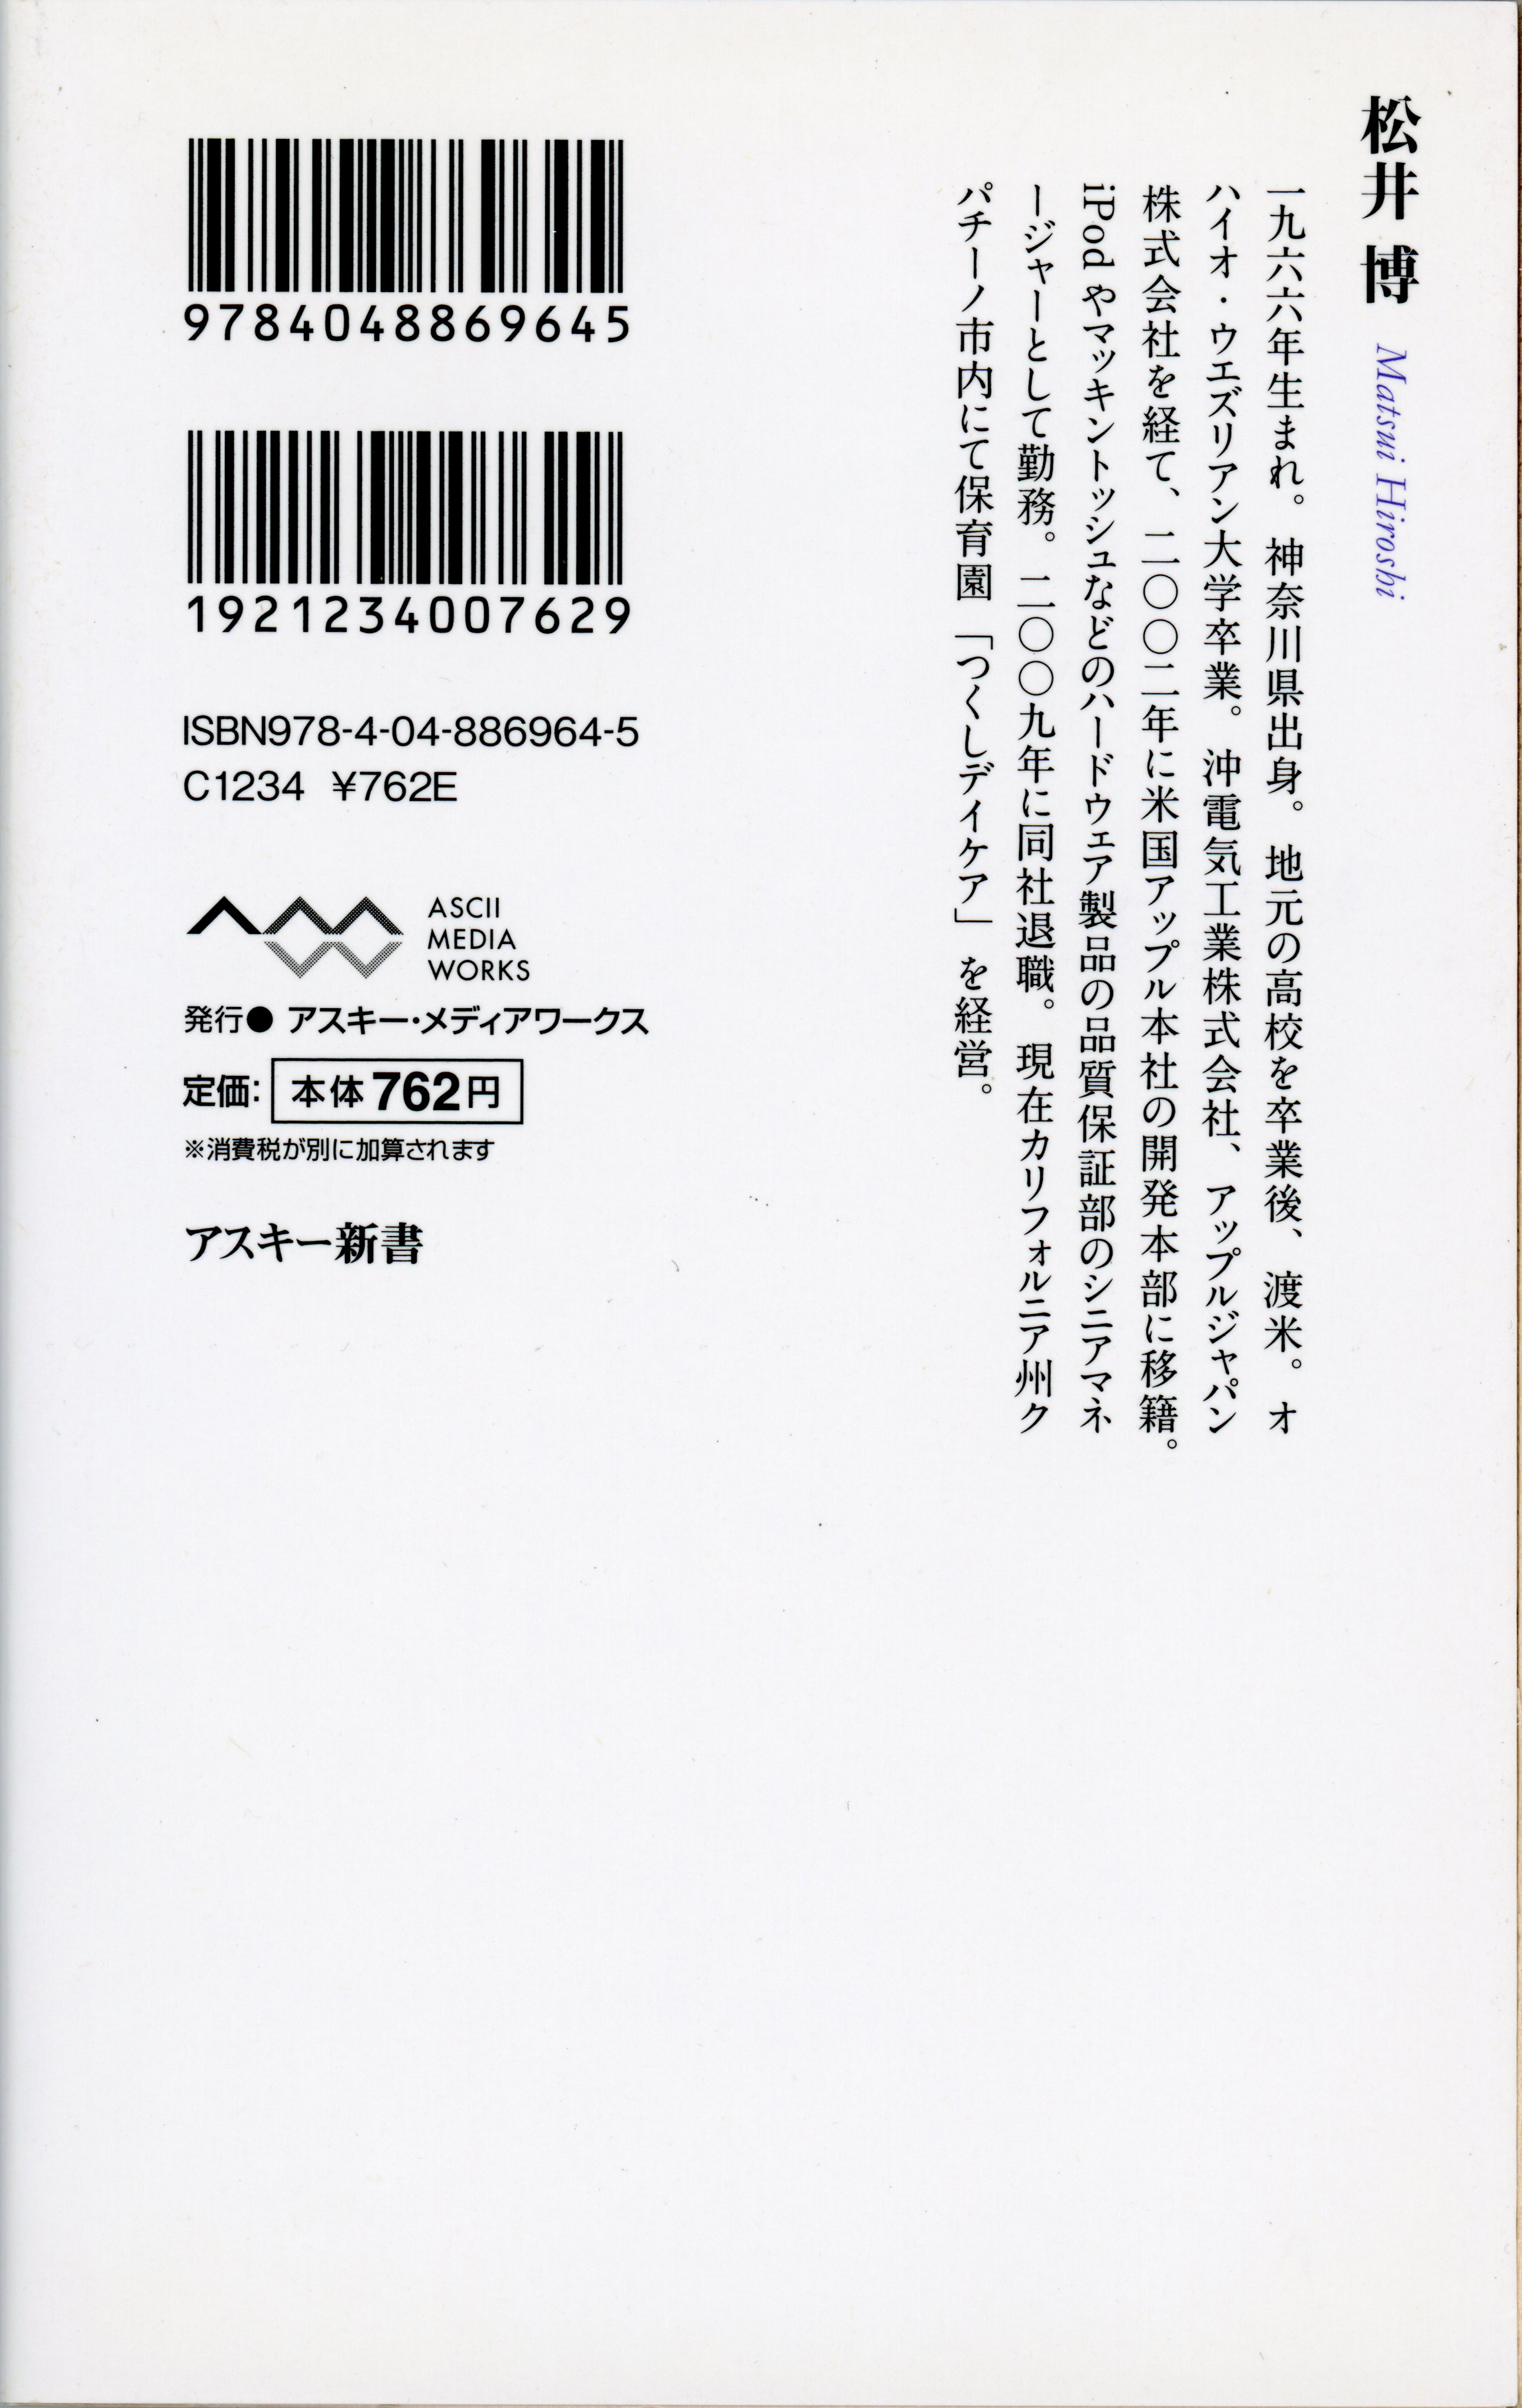 松井 博 Matsui Hiroshi
一九六六年生まれ。神奈川県出身。地元の高校を卒業後、渡米。オ
ハイオ・ウエズリアン大学卒業。沖電気工業株式会社、アップルジャパン
株式会社を経て、二〇〇二年に米国アップル本社の開発本部に移籍。
iPodやマッキントッシュなどのハードウェア製品の品質保証部のシニアマネ
ージャーとして勤務。二〇〇九年に同社退職。現在カリフォルニア州ク
パチーノ市内にて保育園「つくしデイケア」を経営。
9784048869645
1921234007629
ISBN978-4-04-886964-5
C1234 ¥762E
ASCII
MEDIA
WORKS
発行● アスキー・メディアワークス
定価: 本体762円
※消費税が別に加算されます
アスキー新書